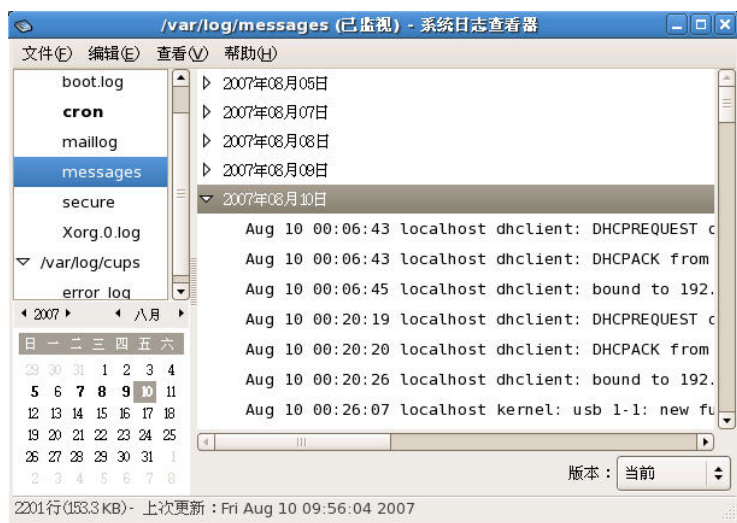 /var/log/messages (已监视) - 系统日志查看器
文件(F) 编辑(E) 查看(V) 帮助(H)
boot.log
cron
maillog
messages
secure
Xorg.0.log
/var/log/cups
error_log
2007 八月
日 一 二 三 四 五 六
29 30 31 1 2 3 4
5 6 7 8 9 10 11
12 13 14 15 16 17 18
19 20 21 22 23 24 25
26 27 28 29 30 31 1
2 3 4 5 6 7 8
2007年08月05日
2007年08月07日
2007年08月08日
2007年08月09日
2007年08月10日
Aug 10 00:06:43 localhost dhclient: DHCPREQUEST
Aug 10 00:06:43 localhost dhclient: DHCPACK from
Aug 10 00:06:45 localhost dhclient: bound to 192.
Aug 10 00:20:19 localhost dhclient: DHCPREQUEST
Aug 10 00:20:20 localhost dhclient: DHCPACK from
Aug 10 00:20:26 localhost dhclient: bound to 192.
Aug 10 00:26:07 localhost kernel: usb 1-1: new fu
版本：当前
2201行(153.3 KB) - 上次更新：Fri Aug 10 09:56:04 2007